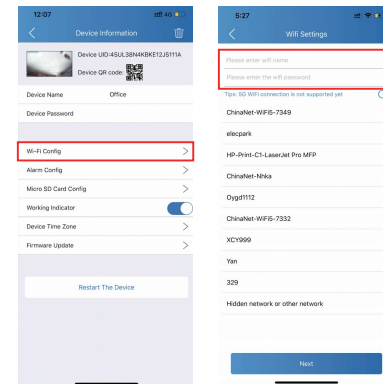 12:07
4G
Device Information
Device UID:4SUL38N4KBKE12J5111A
Device QR code:
Device Name Office
Device Password
Wi-Fi Config
Alarm Config
Micro SD Card Config
Working Indicator
Device Time Zone
Firmware Update
Restart The Device
5:27
Wifi Settings
Please enter wifi name
Please enter the wifi password
Tips: 5G WiFi connection is not supported yet
ChinaNet-WiFi5-7349
elecpark
HP-Print-C1-LaserJet Pro MFP
ChinaNet-Nhka
Oygd1112
ChinaNet-WiFi5-7332
XCY999
Yan
329
Hidden network or other network
Next